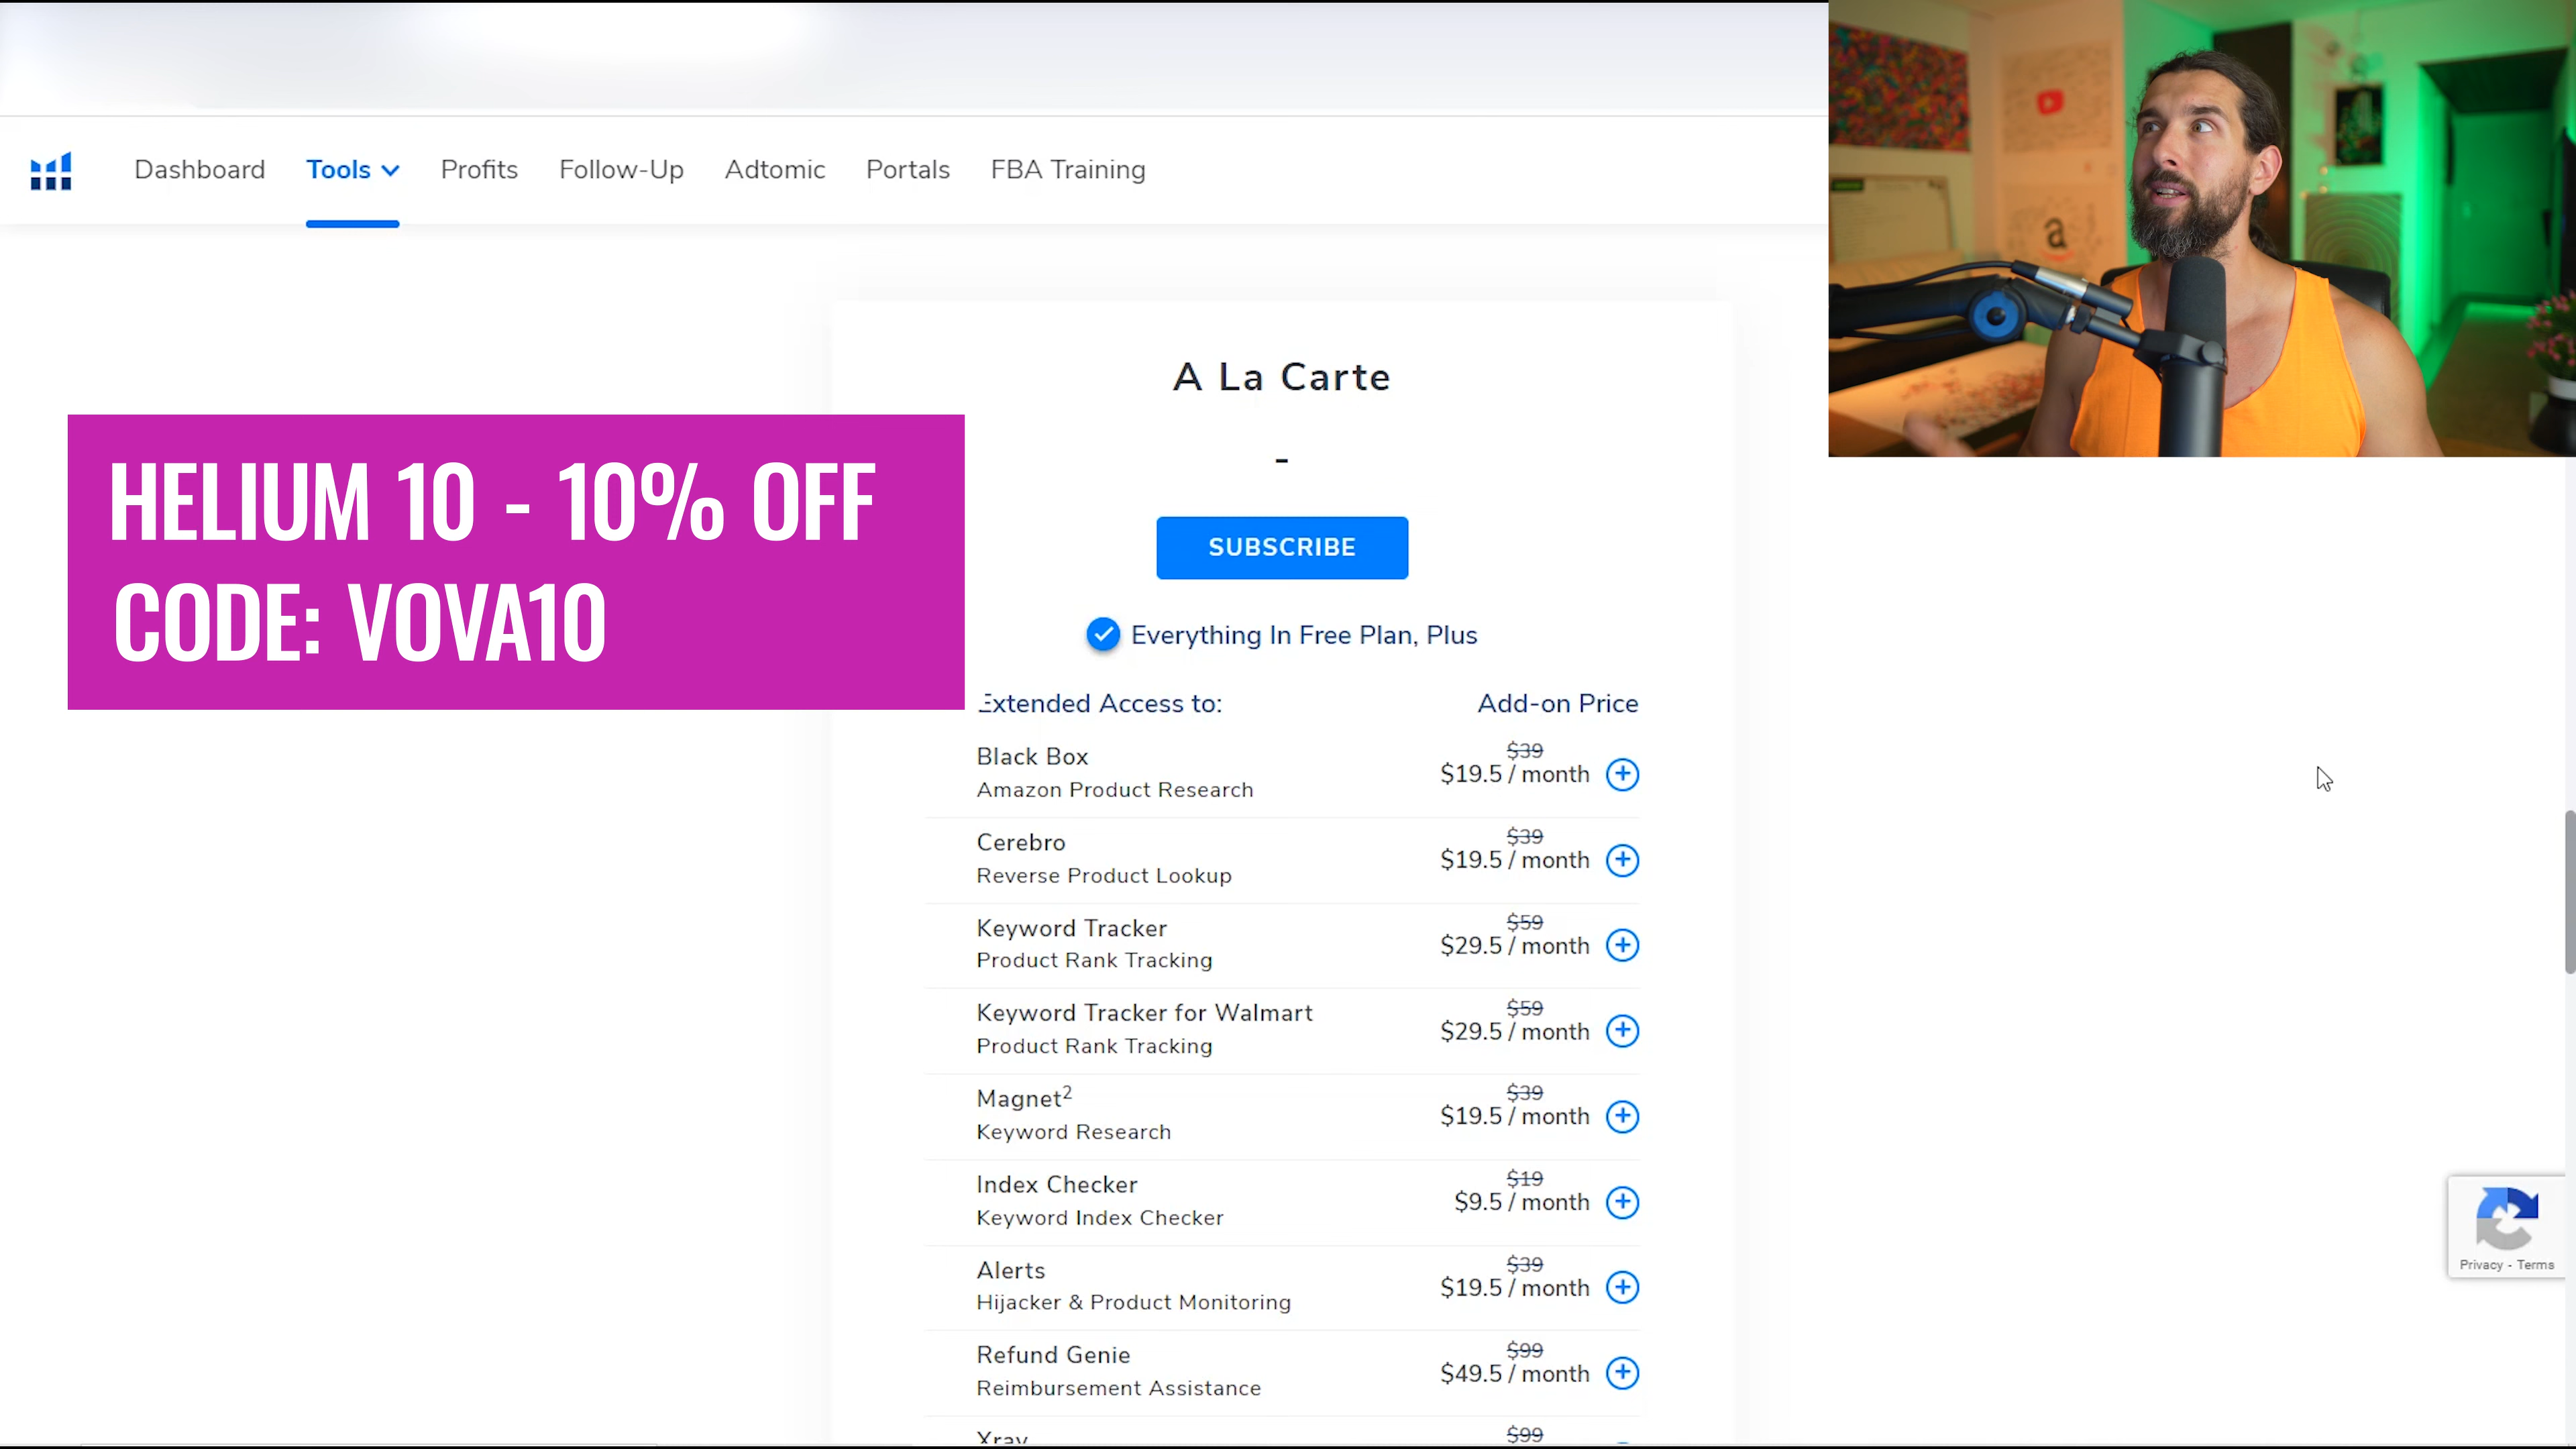 Dashboard
Tools
Profits
Follow-Up
Adtomic
Portals
FBA Training
A La Carte
-
HELIUM 10 - 10% OFF
CODE: VOVA10
SUBSCRIBE
Everything In Free Plan, Plus
Extended Access to:
Add-on Price
Black Box
Amazon Product Research
$39
$19.5 / month
Cerebro
Reverse Product Lookup
$39
$19.5 / month
Keyword Tracker
Product Rank Tracking
$59
$29.5 / month
Keyword Tracker for Walmart
Product Rank Tracking
$59
$29.5 / month
Magnet²
Keyword Research
$39
$19.5 / month
Index Checker
Keyword Index Checker
$19
$9.5 / month
Alerts
Hijacker & Product Monitoring
$39
$19.5 / month
Refund Genie
Reimbursement Assistance
$99
$49.5 / month
Xray
$99
Privacy - Terms